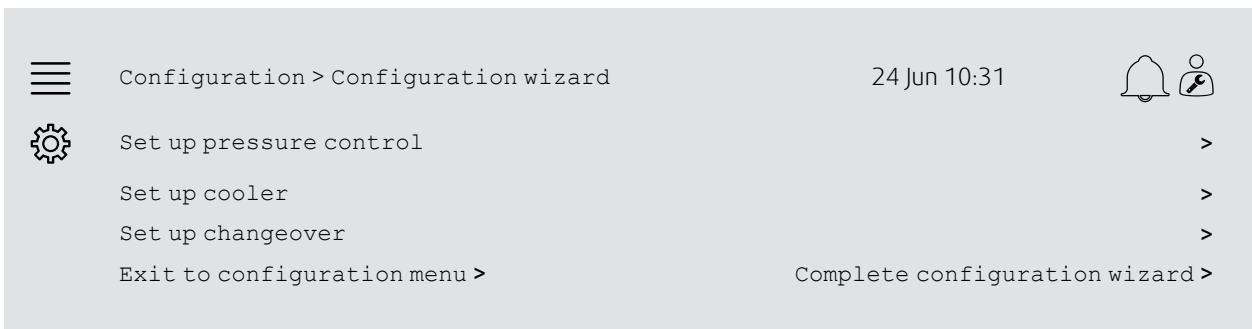 Configuration > Configuration wizard 24 Jun 10:31
Set up pressure control >
Set up cooler >
Set up changeover >
Exit to configuration menu > Complete configuration wizard >